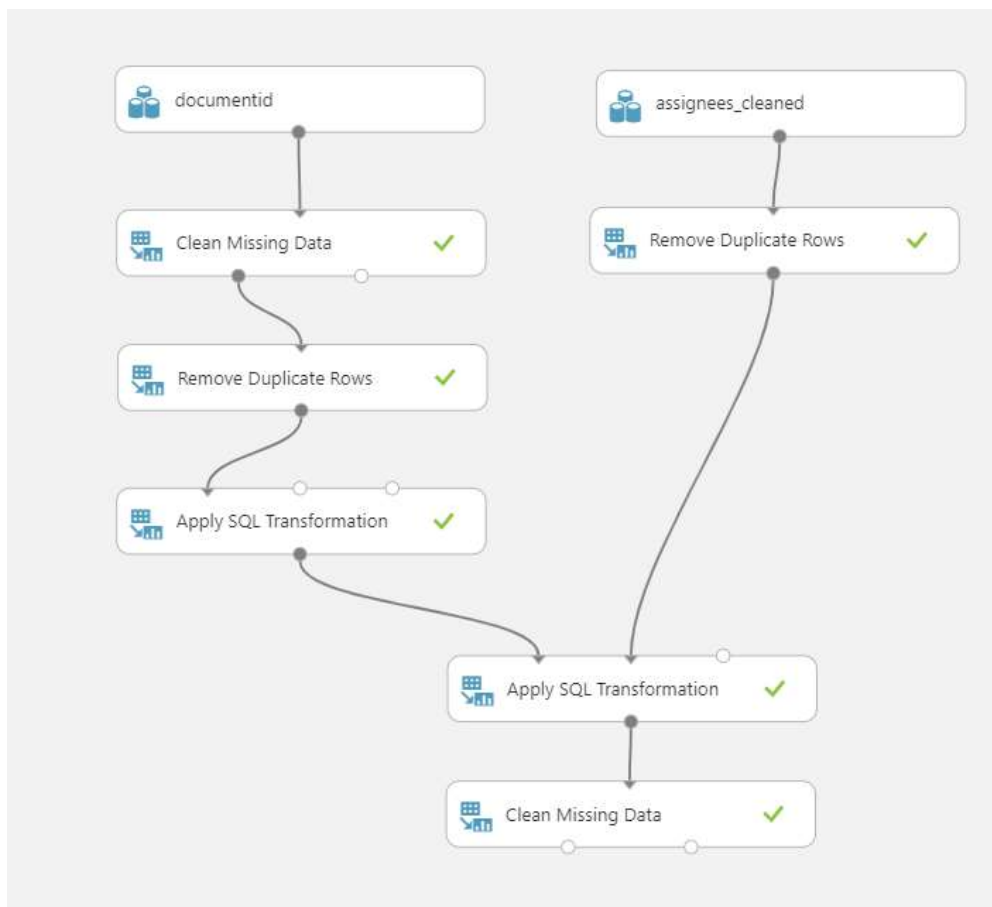 documentid
assignees_cleaned
Clean Missing Data
Remove Duplicate Rows
Remove Duplicate Rows
Apply SQL Transformation
Apply SQL Transformation
Clean Missing Data